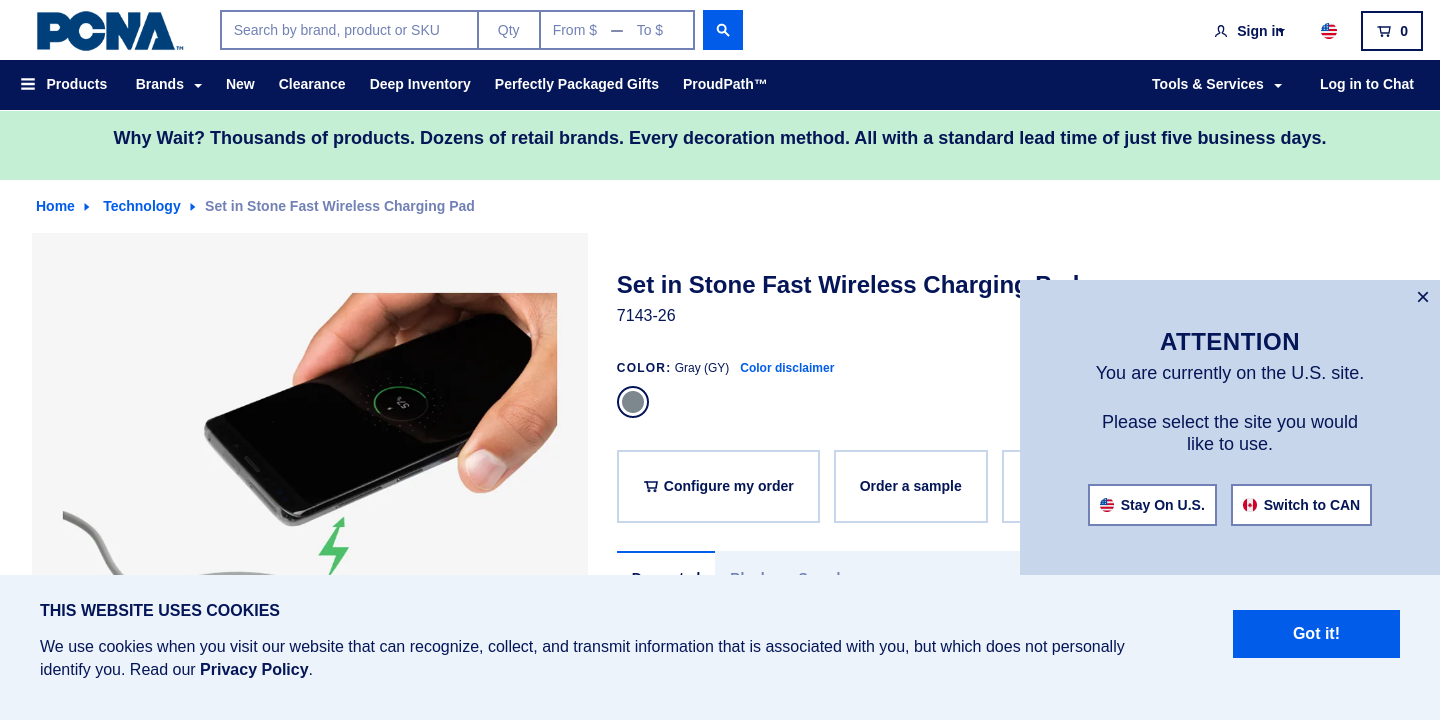 PCNA™
Search by brand, product or SKU
Qty
From $ — To $
Sign in
0
Products
Brands
New
Clearance
Deep Inventory
Perfectly Packaged Gifts
ProudPath™
Tools & Services
Log in to Chat
Why Wait? Thousands of products. Dozens of retail brands. Every decoration method. All with a standard lead time of just five business days.
Home
Technology
Set in Stone Fast Wireless Charging Pad
Set in Stone Fast Wireless Charging Pad
7143-26
COLOR: Gray (GY) Color disclaimer
Configure my order
Order a sample
×
ATTENTION
You are currently on the U.S. site.
Please select the site you would
like to use.
Stay On U.S.
Switch to CAN
THIS WEBSITE USES COOKIES
We use cookies when you visit our website that can recognize, collect, and transmit information that is associated with you, but which does not personally
identify you. Read our Privacy Policy.
Got it!